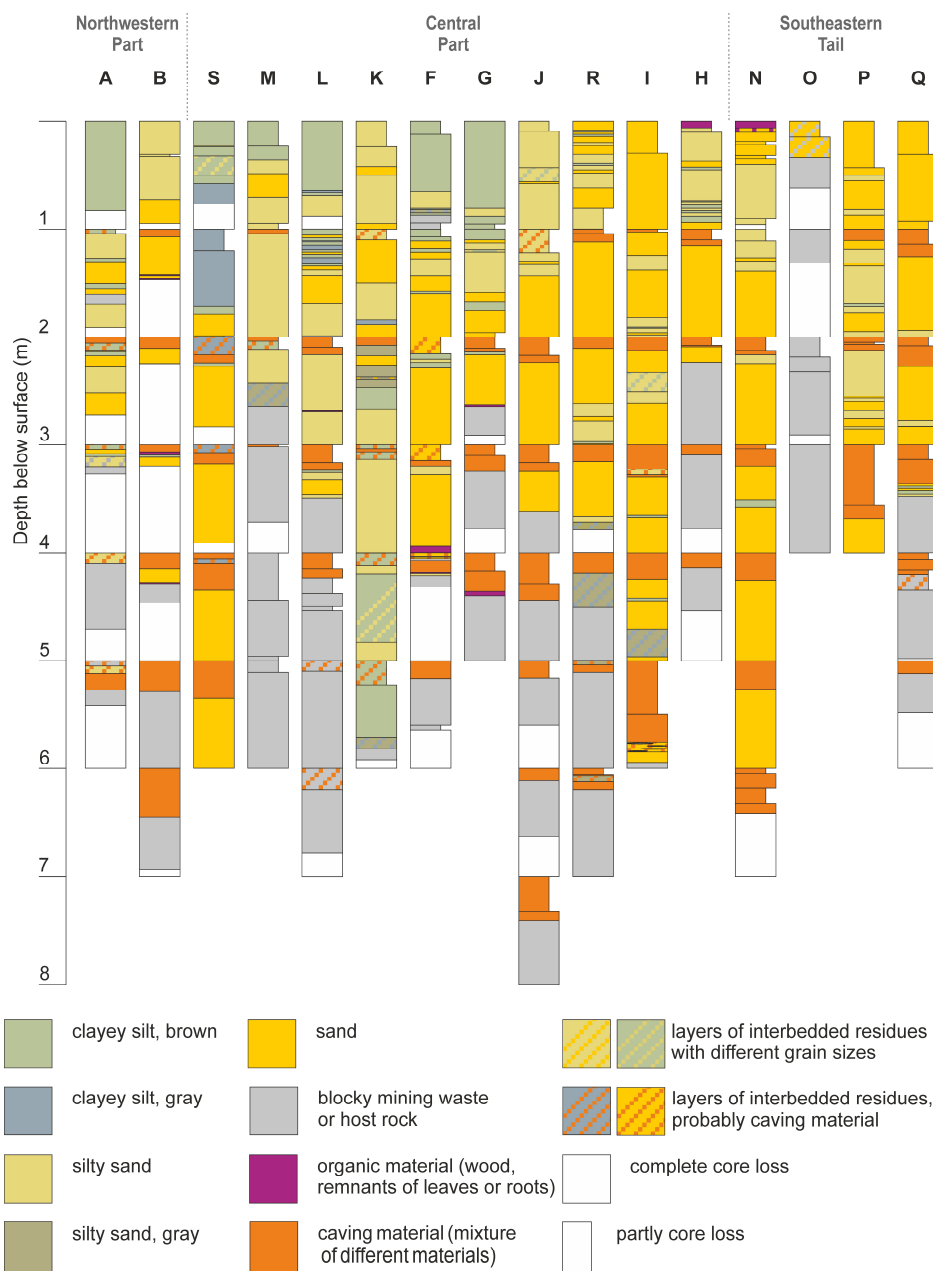 Northwestern
Part
Central
Part
Southeastern
Tail
A B S M L K F G J R I H N O P Q
Depth below surface (m)
1
2
3
4
5
6
7
8
clayey silt, brown
clayey silt, gray
silty sand
silty sand, gray
sand
blocky mining waste
or host rock
organic material (wood,
remnants of leaves or roots)
caving material (mixture
of different materials)
layers of interbedded residues
with different grain sizes
layers of interbedded residues,
probably caving material
complete core loss
partly core loss